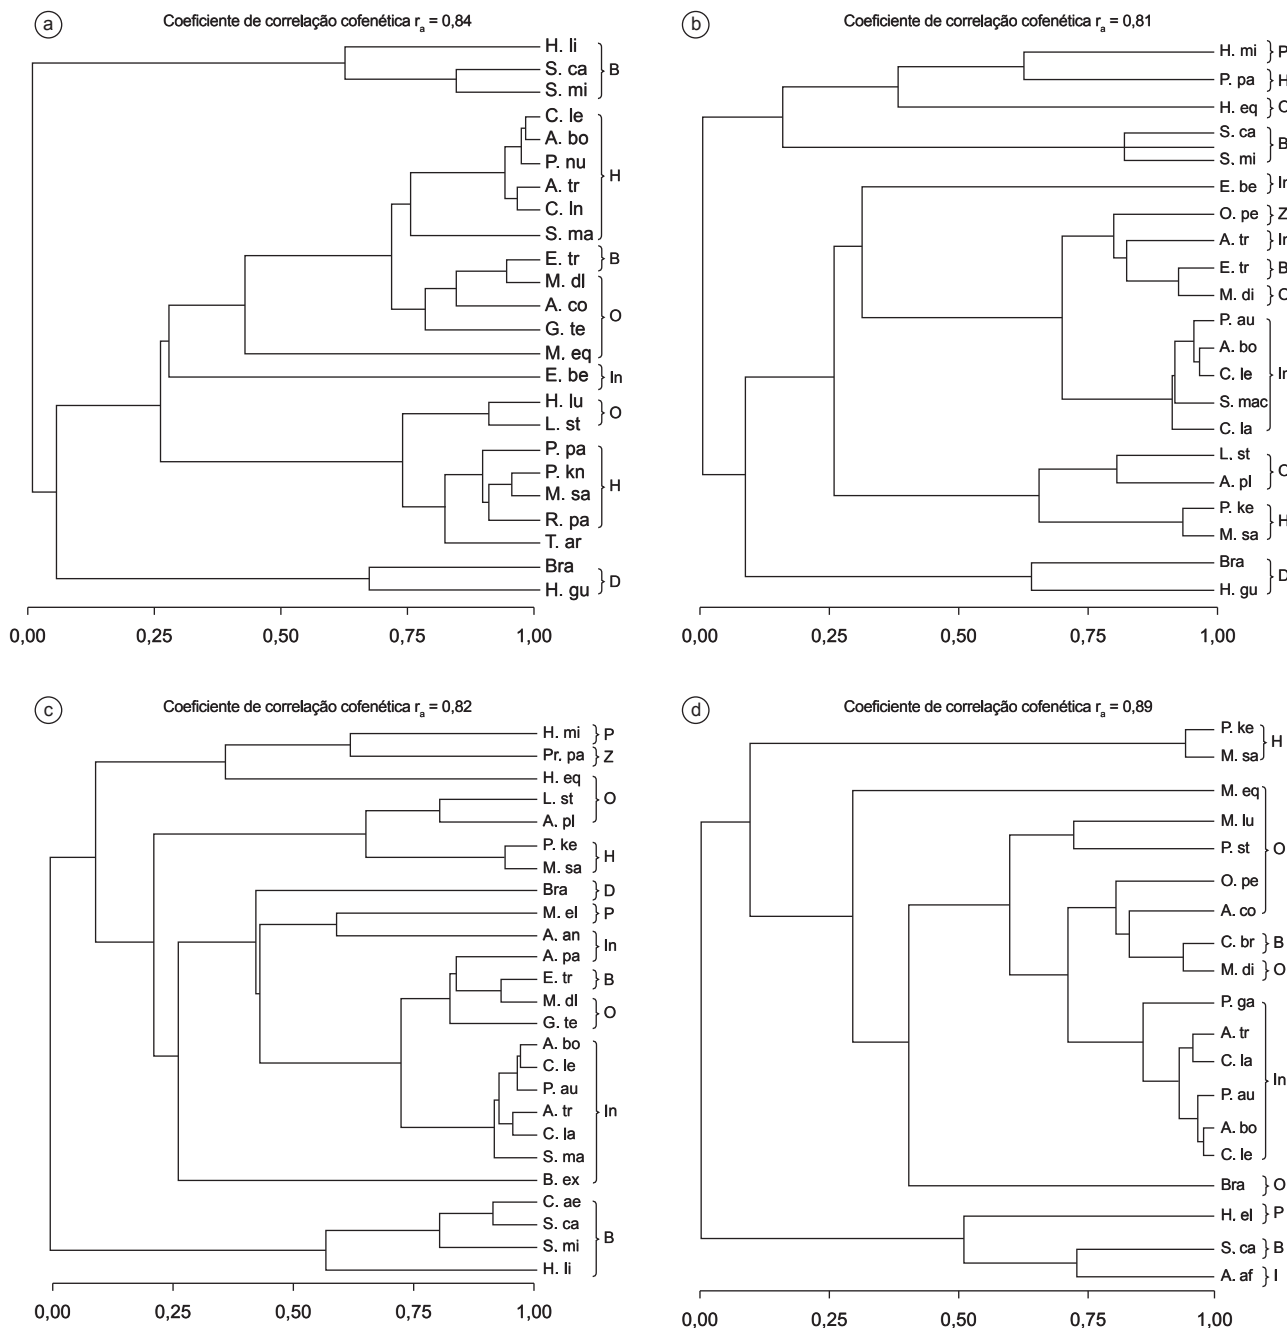 a
Coeficiente de correlação cofenética ra = 0,84
H. li
S. ca
S. mi
B
C. le
A. bo
P. nu
A. tr
C. ln
S. ma
H
E. tr
B
M. dl
A. co
G. te
M. eq
O
E. be
In
H. lu
L. st
O
P. pa
P. kn
M. sa
R. pa
H
T. ar
Bra
H. gu
D
0,00 0,25 0,50 0,75 1,00
b
Coeficiente de correlação cofenética ra = 0,81
H. mi
P
P. pa
H
H. eq
S. ca
S. mi
B
E. be
In
O. pe
Z
A. tr
In
E. tr
B
M. di
P. au
A. bo
C. le
S. mac
C. la
In
L. st
A. pl
P. ke
M. sa
H
Bra
H. gu
D
0,00 0,25 0,50 0,75 1,00
c
Coeficiente de correlação cofenética ra = 0,82
H. mi
P
Pr. pa
Z
H. eq
L. st
A. pl
O
P. ke
M. sa
H
Bra
D
M. el
P
A. an
A. pa
In
E. tr
B
M. dl
G. te
O
A. bo
C. le
P. au
A. tr
C. la
S. ma
B. ex
In
C. ae
S. ca
S. mi
H. li
B
0,00 0,25 0,50 0,75 1,00
d
Coeficiente de correlação cofenética ra = 0,89
P. ke
M. sa
H
M. eq
M. lu
P. st
O. pe
A. co
O
C. br
B
M. di
O
P. ga
A. tr
C. la
P. au
A. bo
C. le
In
Bra
O
H. el
P
S. ca
B
A. af
I
0,00 0,25 0,50 0,75 1,00